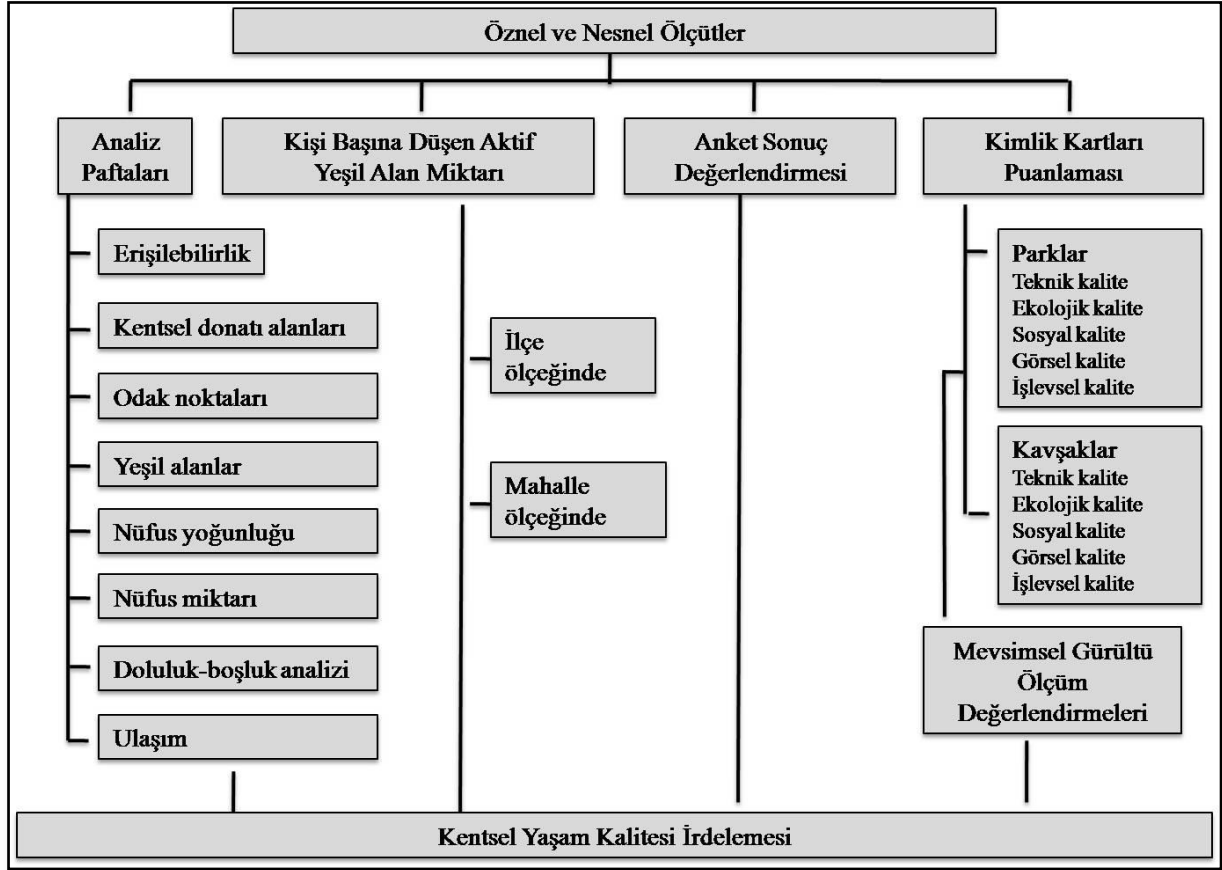 Öznel ve Nesnel Ölçütler
Analiz
Paftaları
Erişilebilirlik
Kentsel donatı alanları
Odak noktaları
Yeşil alanlar
Nüfus yoğunluğu
Nüfus miktarı
Doluluk-boşluk analizi
Ulaşım
Kişi Başına Düşen Aktif
Yeşil Alan Miktarı
İlçe
ölçeğinde
Mahalle
ölçeğinde
Anket Sonuç
Değerlendirmesi
Kimlik Kartları
Puanlaması
Parklar
Teknik kalite
Ekolojik kalite
Sosyal kalite
Görsel kalite
İşlevsel kalite
Kavşaklar
Teknik kalite
Ekolojik kalite
Sosyal kalite
Görsel kalite
İşlevsel kalite
Mevsimsel Gürültü
Ölçüm
Değerlendirmeleri
Kentsel Yaşam Kalitesi İrdelemesi